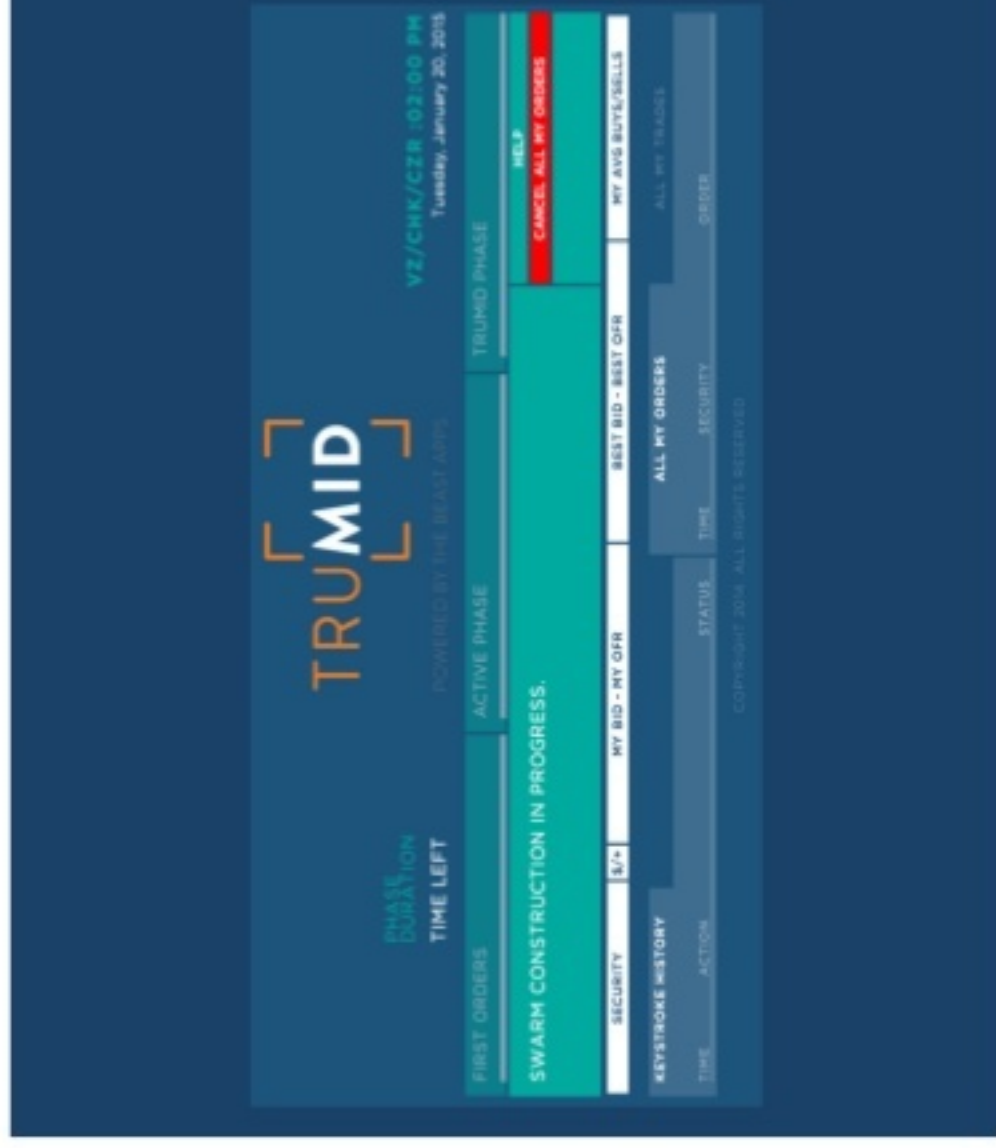 TRUMID
PHASE
DURATION
VZ/CHK/CZR :02:00 PM
TIME LEFT
POWERED BY THE BEAST APPS
Tuesday, January 20, 2015
FIRST ORDERS
ACTIVE PHASE
TRUMID PHASE
SWARM CONSTRUCTION IN PROGRESS.
HELP
CANCEL ALL MY ORDERS
SECURITY $/+ MY BID - MY OFR BEST BID - BEST OFR MY AVG BUYS/SELLS
KEYSTROKE HISTORY
ALL MY ORDERS
ALL MY TRADES
TIME ACTION STATUS
TIME SECURITY ORDER
COPYRIGHT 2014 ALL RIGHTS RESERVED